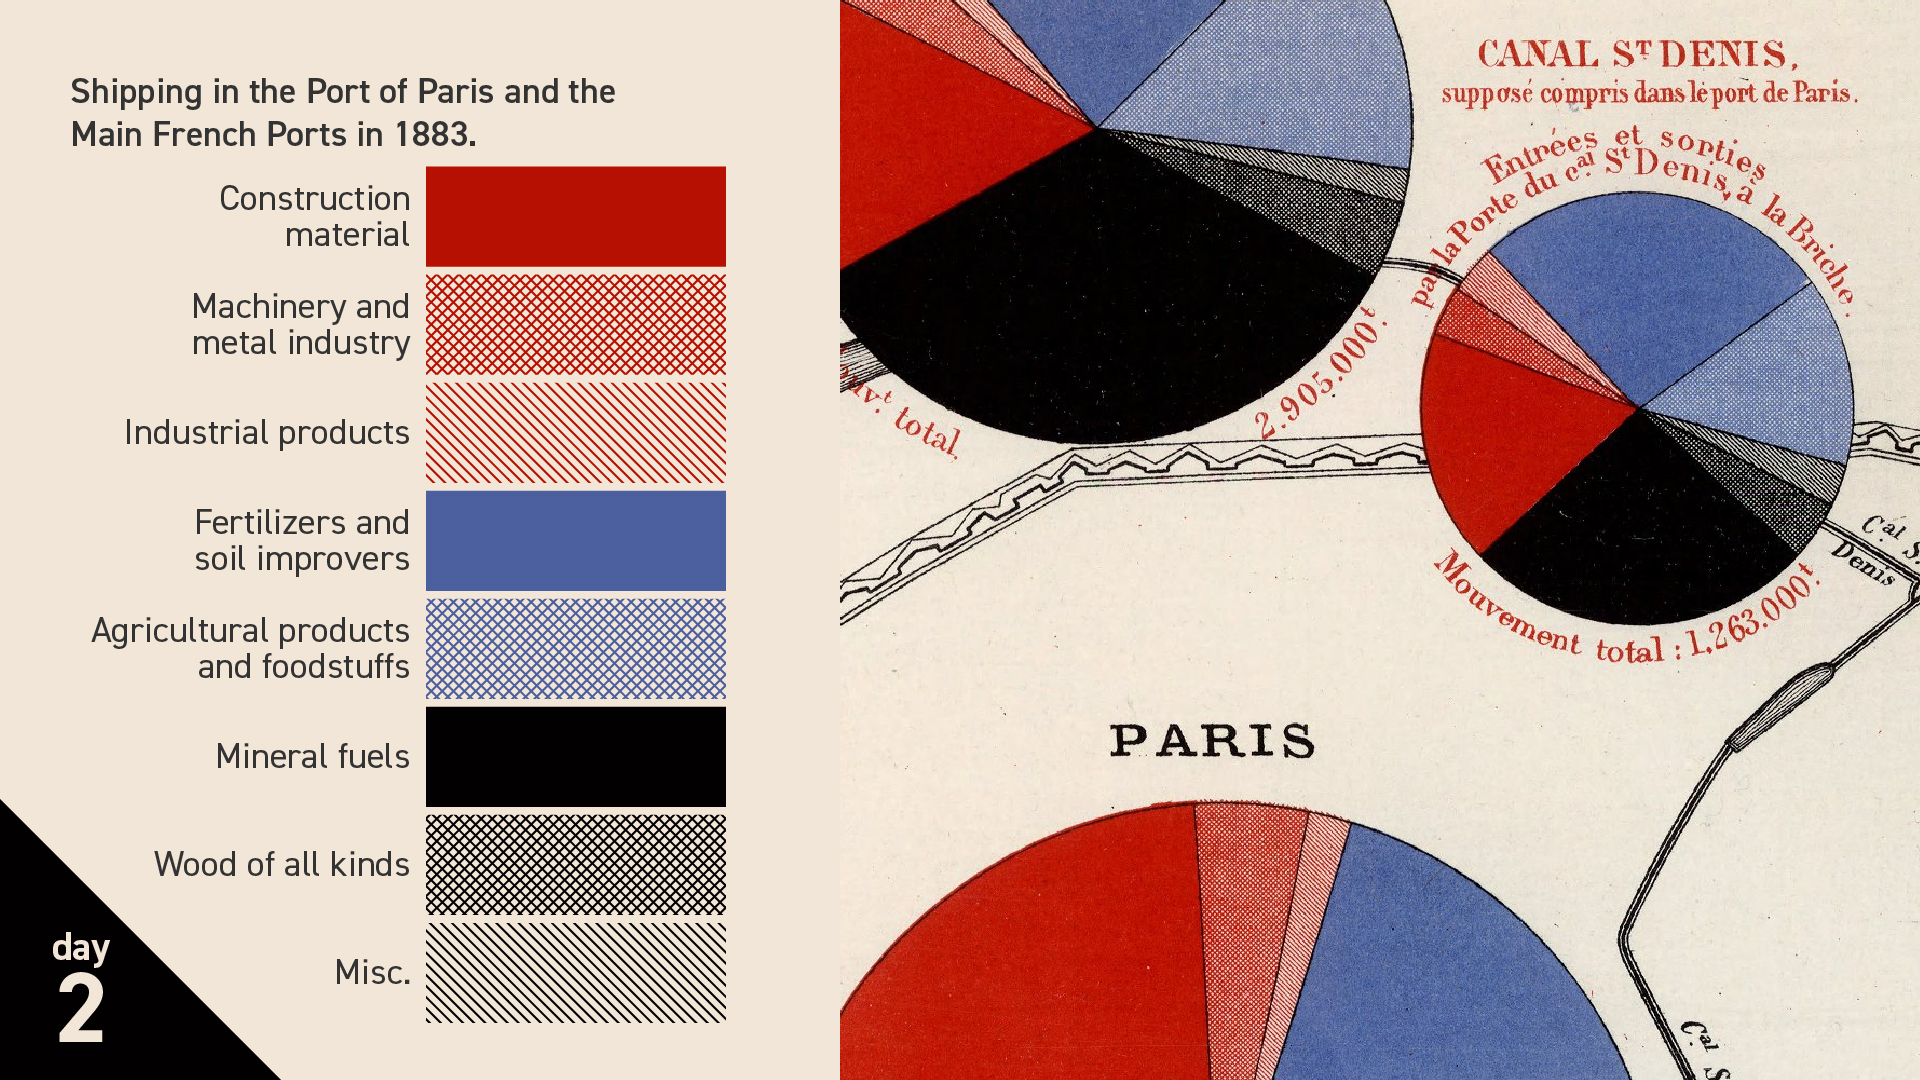 Shipping in the Port of Paris and the
Main French Ports in 1883.
Construction
material
Machinery and
metal industry
Industrial products
Fertilizers and
soil improvers
Agricultural products
and foodstuffs
Mineral fuels
Wood of all kinds
Misc.
day
2
CANAL St DENIS,
supposé compris dans le port de Paris.
Entrées et sorties
par la Porte du cal St Denis, à la Briche.
Mouvement total : 1,263.000t.
total
2.905.000t.
Cal S
Denis
PARIS
Cal S